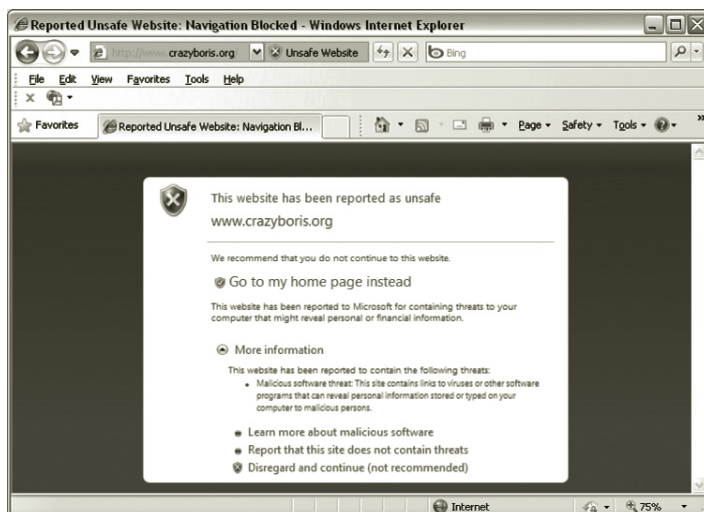 Reported Unsafe Website: Navigation Blocked - Windows Internet Explorer
http://www.crazyboris.org Unsafe Website Bing
File Edit View Favorites Tools Help
Favorites Reported Unsafe Website: Navigation Bl... Page Safety Tools
This website has been reported as unsafe
www.crazyboris.org
We recommend that you do not continue to this website.
Go to my home page instead
This website has been reported to Microsoft for containing threats to your
computer that might reveal personal or financial information.
More information
This website has been reported to contain the following threats:
• Malicious software threat: This site contains links to viruses or other software
programs that can reveal personal information stored or typed on your
computer to malicious persons.
Learn more about malicious software
Report that this site does not contain threats
Disregard and continue (not recommended)
Internet 75%